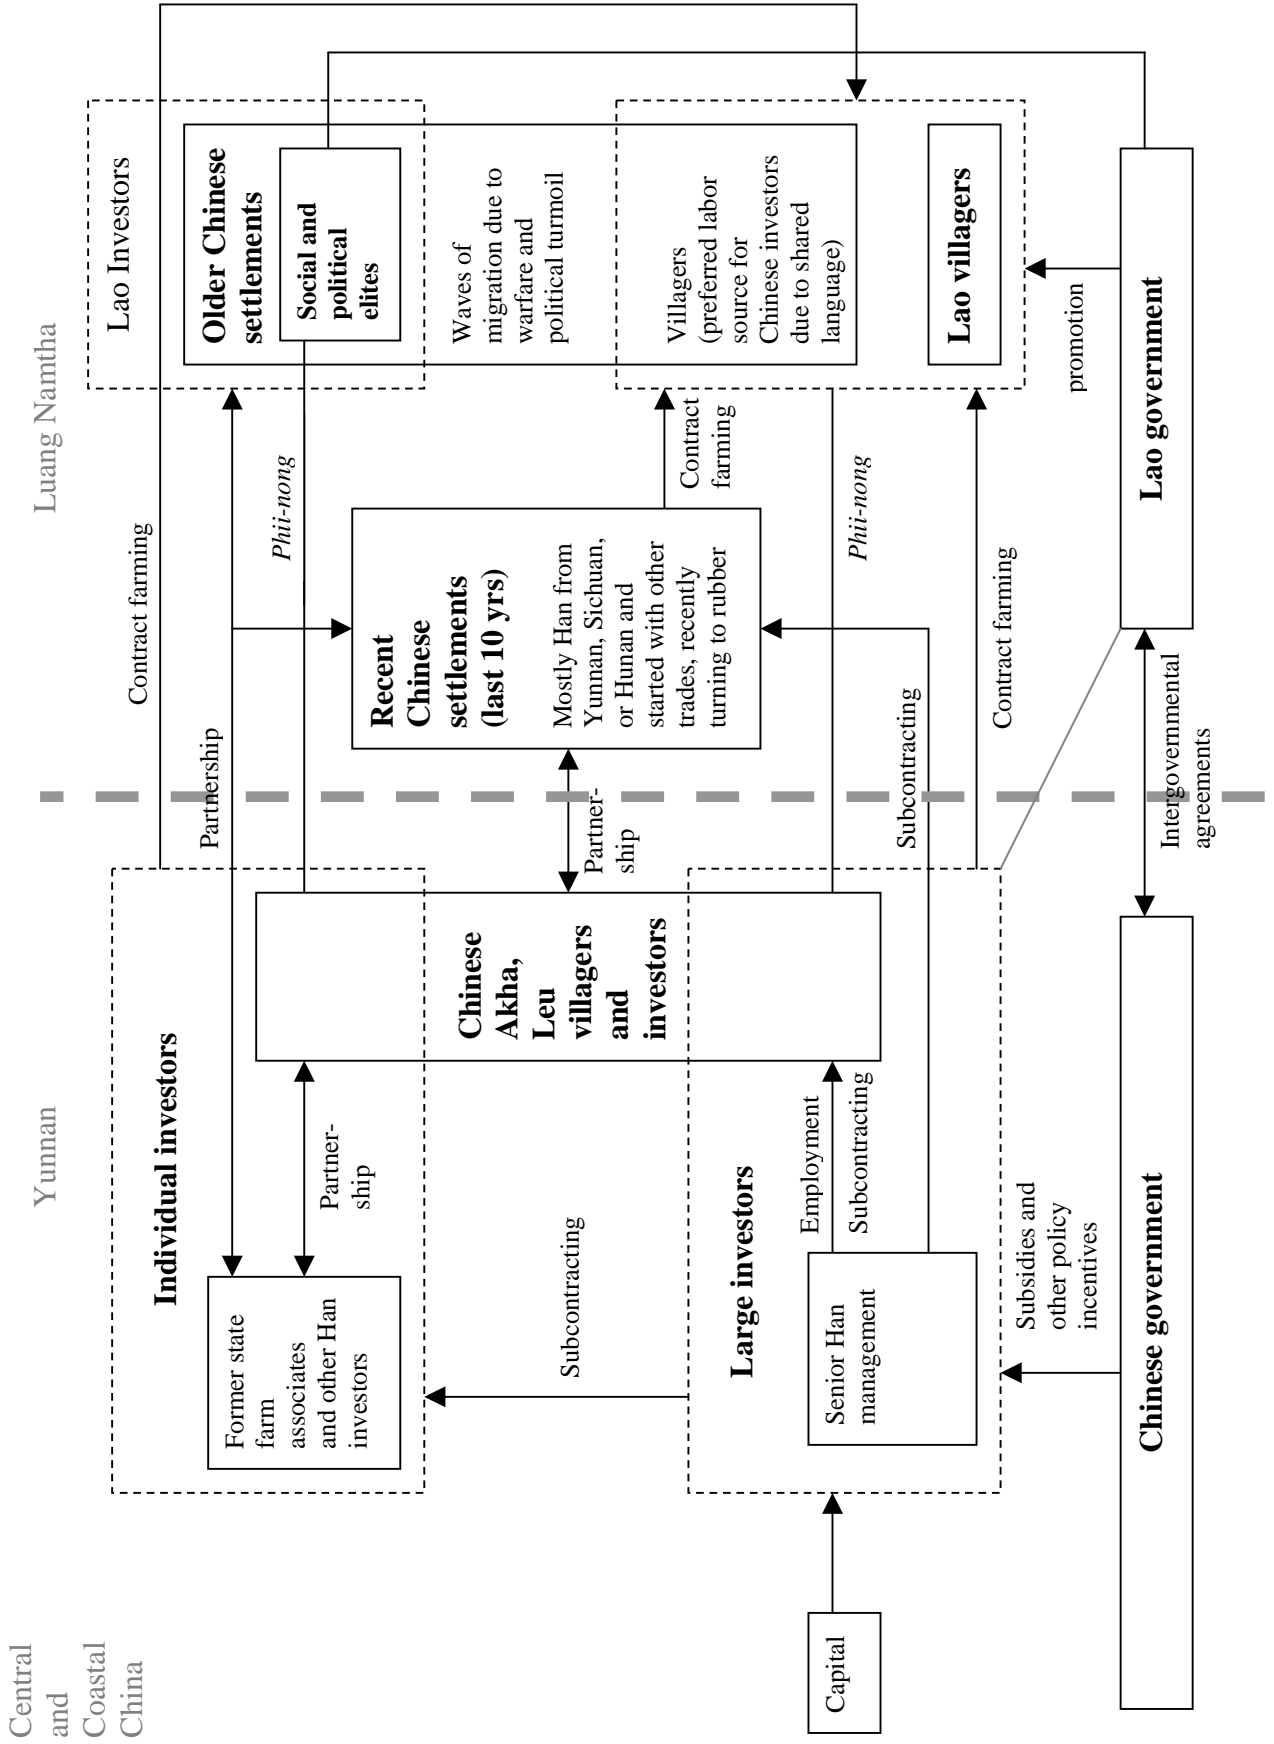 Central
and
Coastal
China
Yunnan
Luang Namtha
Individual investors
Former state
farm
associates
and other Han
investors
Partner-
ship
Partnership
Contract farming
Phii-nong
Chinese
Akha,
Leu
villagers
and
investors
Partner-
ship
Subcontracting
Large investors
Senior Han
management
Employment
Subcontracting
Subcontracting
Capital
Subsidies and
other policy
incentives
Chinese government
Intergovernmental
agreements
Recent
Chinese
settlements
(last 10 yrs)
Mostly Han from
Yunnan, Sichuan,
or Hunan and
started with other
trades, recently
turning to rubber
Contract
farming
Phii-nong
Contract farming
Lao Investors
Older Chinese
settlements
Social and
political
elites
Waves of
migration due to
warfare and
political turmoil
Villagers
(preferred labor
source for
Chinese investors
due to shared
language)
Lao villagers
promotion
Lao government